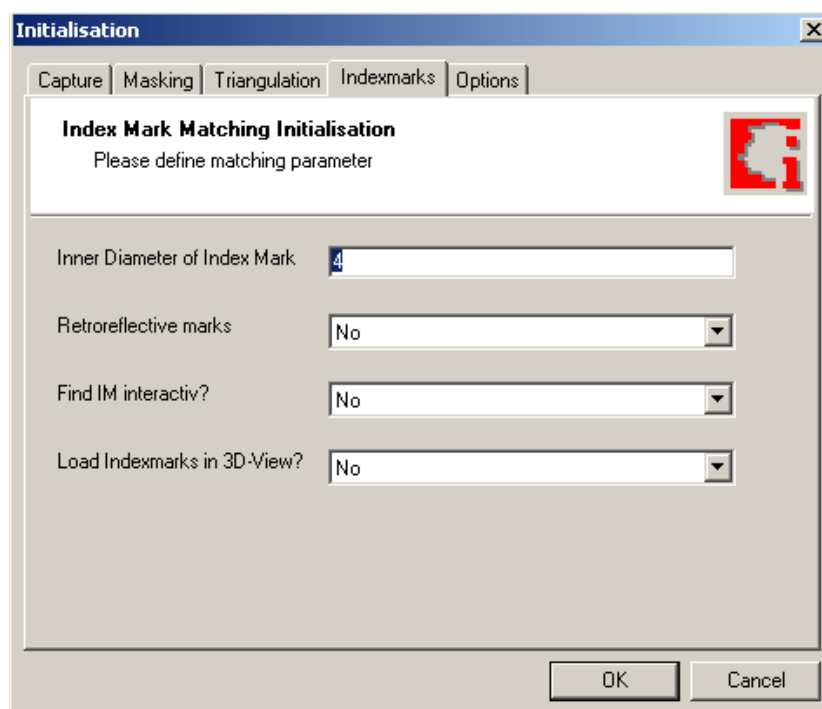 Initialisation
Capture Masking Triangulation Indexmarks Options
Index Mark Matching Initialisation
Please define matching parameter
Inner Diameter of Index Mark 4
Retroreflective marks No
Find IM interactiv? No
Load Indexmarks in 3D-View? No
OK Cancel